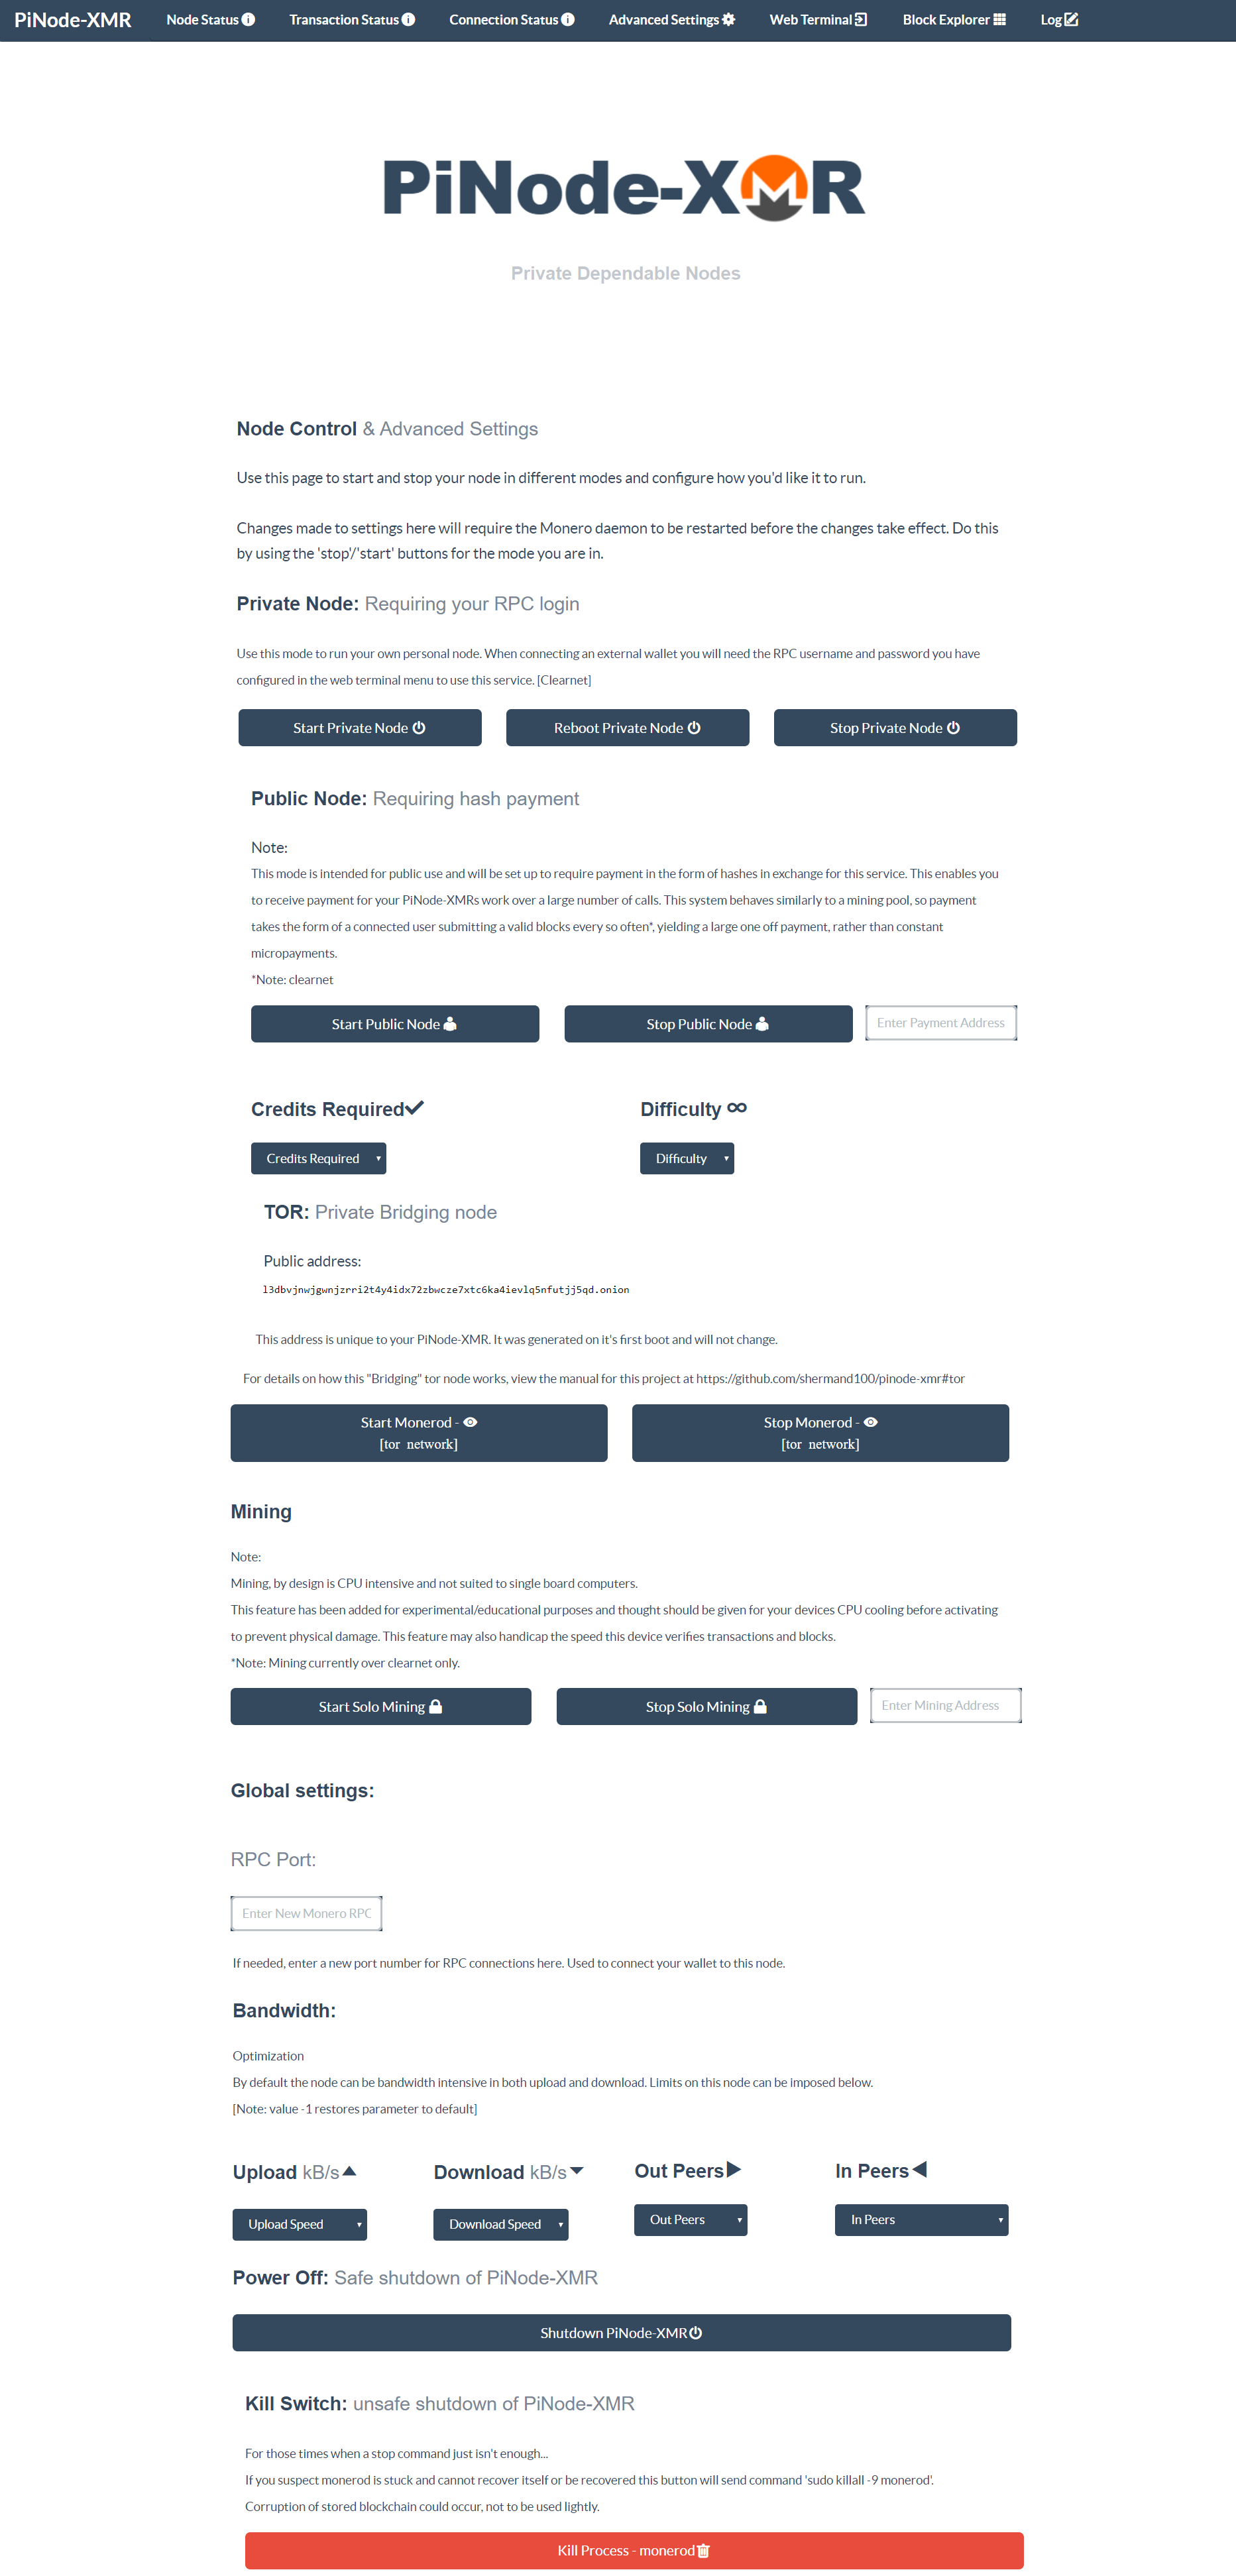 PiNode-XMR Node Status Transaction Status Connection Status Advanced Settings Web Terminal Block Explorer Log
PiNode-XMR
Private Dependable Nodes
Node Control & Advanced Settings
Use this page to start and stop your node in different modes and configure how you'd like it to run.
Changes made to settings here will require the Monero daemon to be restarted before the changes take effect. Do this
by using the 'stop'/'start' buttons for the mode you are in.
Private Node: Requiring your RPC login
Use this mode to run your own personal node. When connecting an external wallet you will need the RPC username and password you have
configured in the web terminal menu to use this service. [Clearnet]
Start Private Node Reboot Private Node Stop Private Node
Public Node: Requiring hash payment
Note:
This mode is intended for public use and will be set up to require payment in the form of hashes in exchange for this service. This enables you
to receive payment for your PiNode-XMRs work over a large number of calls. This system behaves similarly to a mining pool, so payment
takes the form of a connected user submitting a valid blocks every so often*, yielding a large one off payment, rather than constant
micropayments.
*Note: clearnet
Start Public Node Stop Public Node Enter Payment Address
Credits Required Difficulty
Credits Required Difficulty
TOR: Private Bridging node
Public address:
l3dbvjnwjgwnjzrri2t4y4idx72zbwcze7xtc6ka4ievlq5nfutjj5qd.onion
This address is unique to your PiNode-XMR. It was generated on it's first boot and will not change.
For details on how this "Bridging" tor node works, view the manual for this project at https://github.com/shermand100/pinode-xmr#tor
Start Monerod - Stop Monerod -
[tor network] [tor network]
Mining
Note:
Mining, by design is CPU intensive and not suited to single board computers.
This feature has been added for experimental/educational purposes and thought should be given for your devices CPU cooling before activating
to prevent physical damage. This feature may also handicap the speed this device verifies transactions and blocks.
*Note: Mining currently over clearnet only.
Start Solo Mining Stop Solo Mining Enter Mining Address
Global settings:
RPC Port:
Enter New Monero RPC
If needed, enter a new port number for RPC connections here. Used to connect your wallet to this node.
Bandwidth:
Optimization
By default the node can be bandwidth intensive in both upload and download. Limits on this node can be imposed below.
[Note: value -1 restores parameter to default]
Upload kB/s Download kB/s Out Peers In Peers
Upload Speed Download Speed Out Peers In Peers
Power Off: Safe shutdown of PiNode-XMR
Shutdown PiNode-XMR
Kill Switch: unsafe shutdown of PiNode-XMR
For those times when a stop command just isn't enough...
If you suspect monerod is stuck and cannot recover itself or be recovered this button will send command 'sudo killall -9 monerod'.
Corruption of stored blockchain could occur, not to be used lightly.
Kill Process - monerod